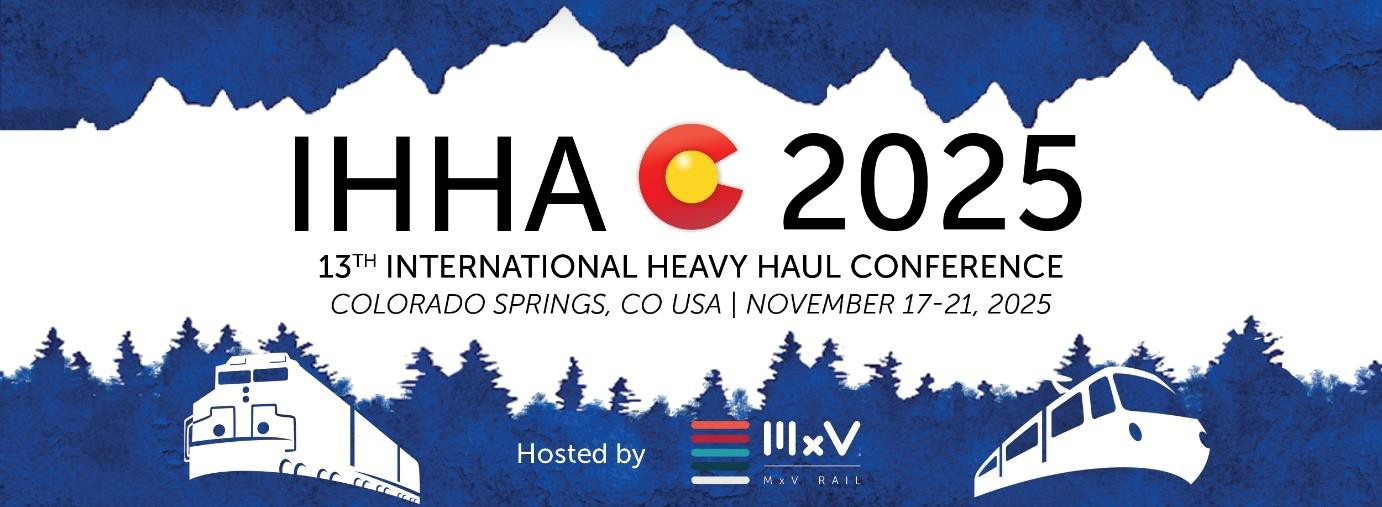 IHHA C 2025
13TH INTERNATIONAL HEAVY HAUL CONFERENCE
COLORADO SPRINGS, CO USA | NOVEMBER 17-21, 2025
Hosted by
MxV
MxV RAIL